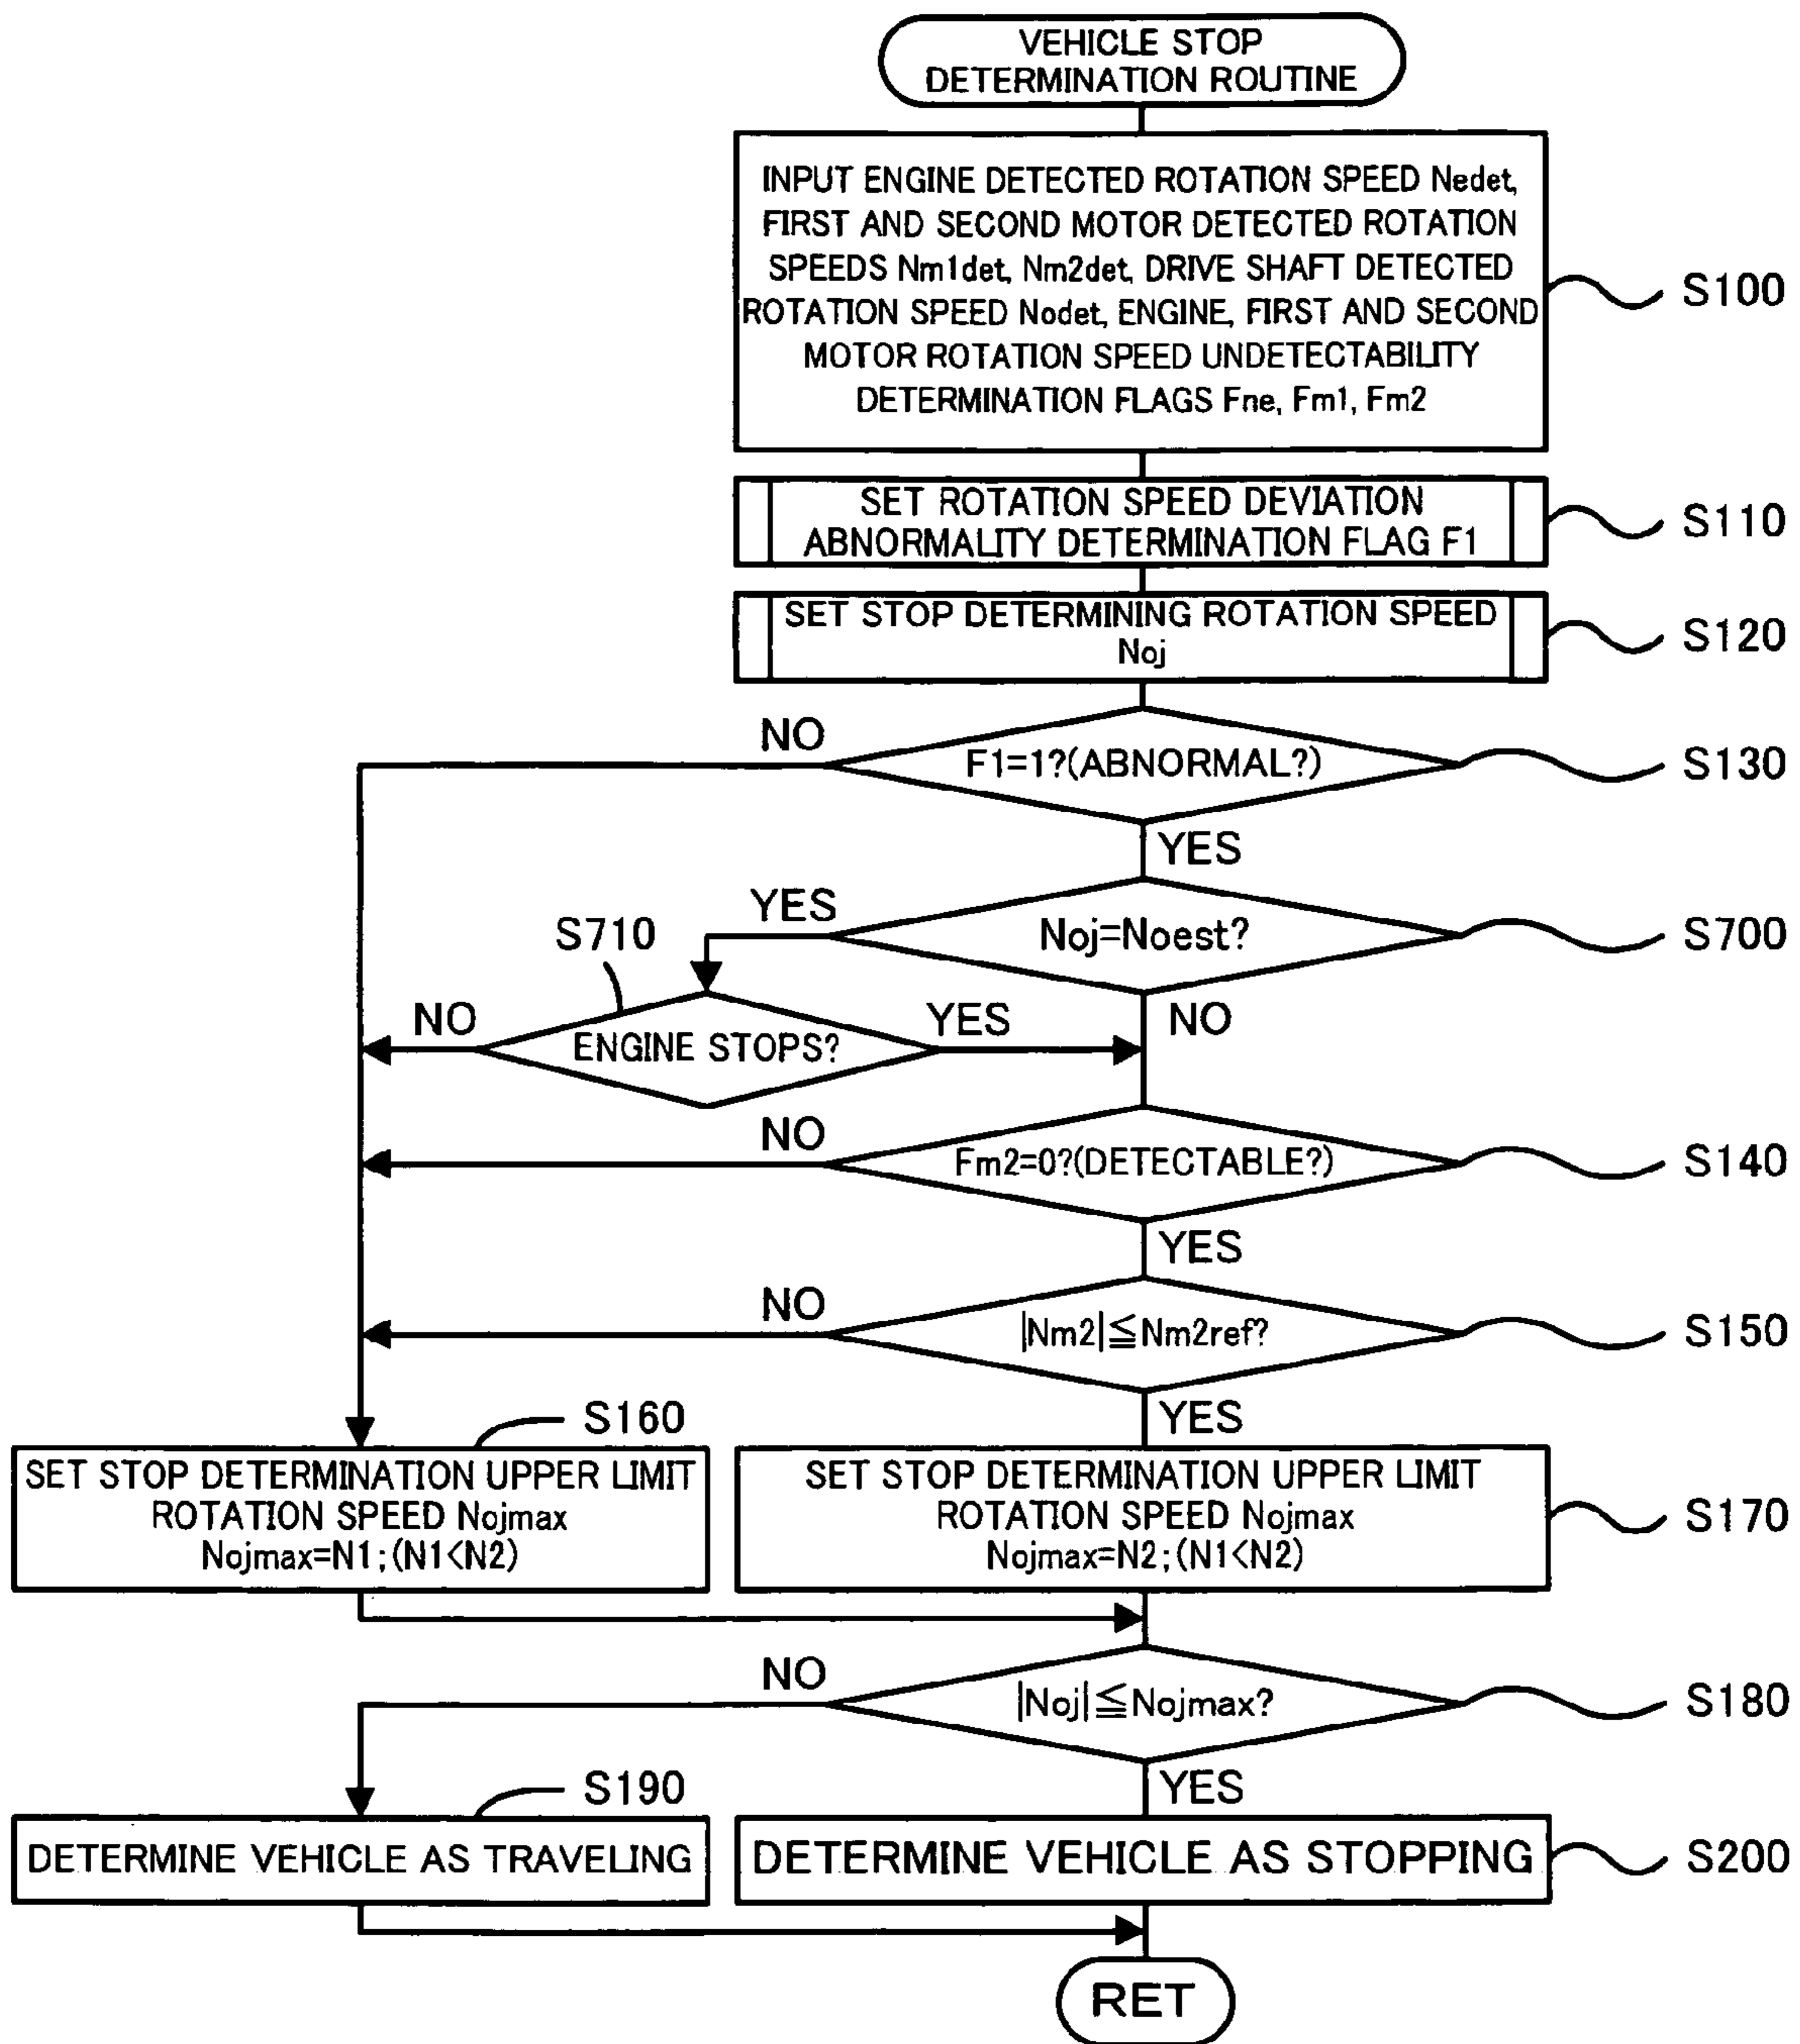 VEHICLE STOP
DETERMINATION ROUTINE
INPUT ENGINE DETECTED ROTATION SPEED Nedet,
FIRST AND SECOND MOTOR DETECTED ROTATION
SPEEDS Nm1det, Nm2det, DRIVE SHAFT DETECTED
ROTATION SPEED Nodet, ENGINE, FIRST AND SECOND
MOTOR ROTATION SPEED UNDETECTABILITY
DETERMINATION FLAGS Fne, Fm1, Fm2
S100
SET ROTATION SPEED DEVIATION
ABNORMALITY DETERMINATION FLAG F1
S110
SET STOP DETERMINING ROTATION SPEED
Noj
S120
NO
F1=1?(ABNORMAL?)
S130
YES
YES
Noj=Noest?
S700
S710
NO
ENGINE STOPS?
YES
NO
NO
Fm2=0?(DETECTABLE?)
S140
YES
NO
|Nm2|≦Nm2ref?
S150
YES
S160
SET STOP DETERMINATION UPPER LIMIT
ROTATION SPEED Nojmax
Nojmax=N1;(N1<N2)
SET STOP DETERMINATION UPPER LIMIT
ROTATION SPEED Nojmax
Nojmax=N2;(N1<N2)
S170
NO
|Noj|≦Nojmax?
S180
YES
S190
DETERMINE VEHICLE AS TRAVELING
DETERMINE VEHICLE AS STOPPING
S200
RET